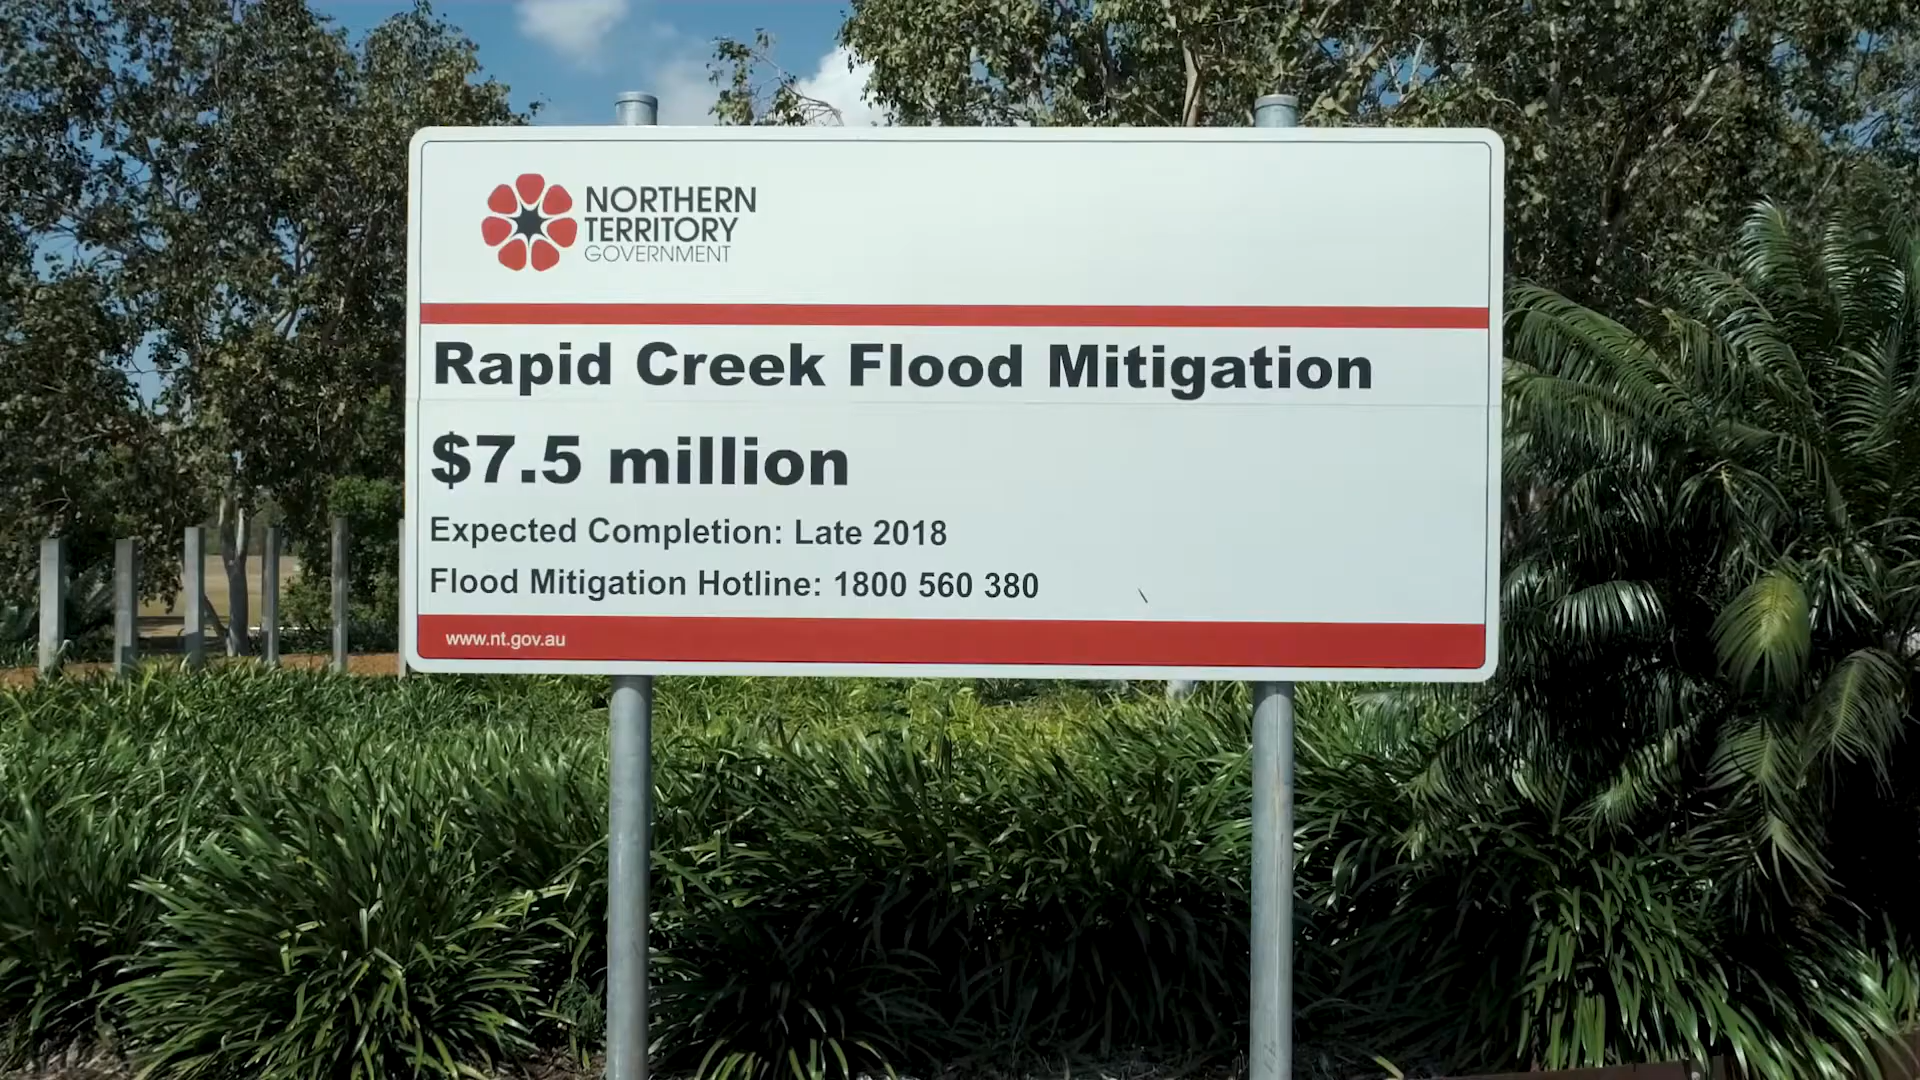 NORTHERN
TERRITORY
GOVERNMENT
Rapid Creek Flood Mitigation
$7.5 million
Expected Completion: Late 2018
Flood Mitigation Hotline: 1800 560 380
www.nt.gov.au